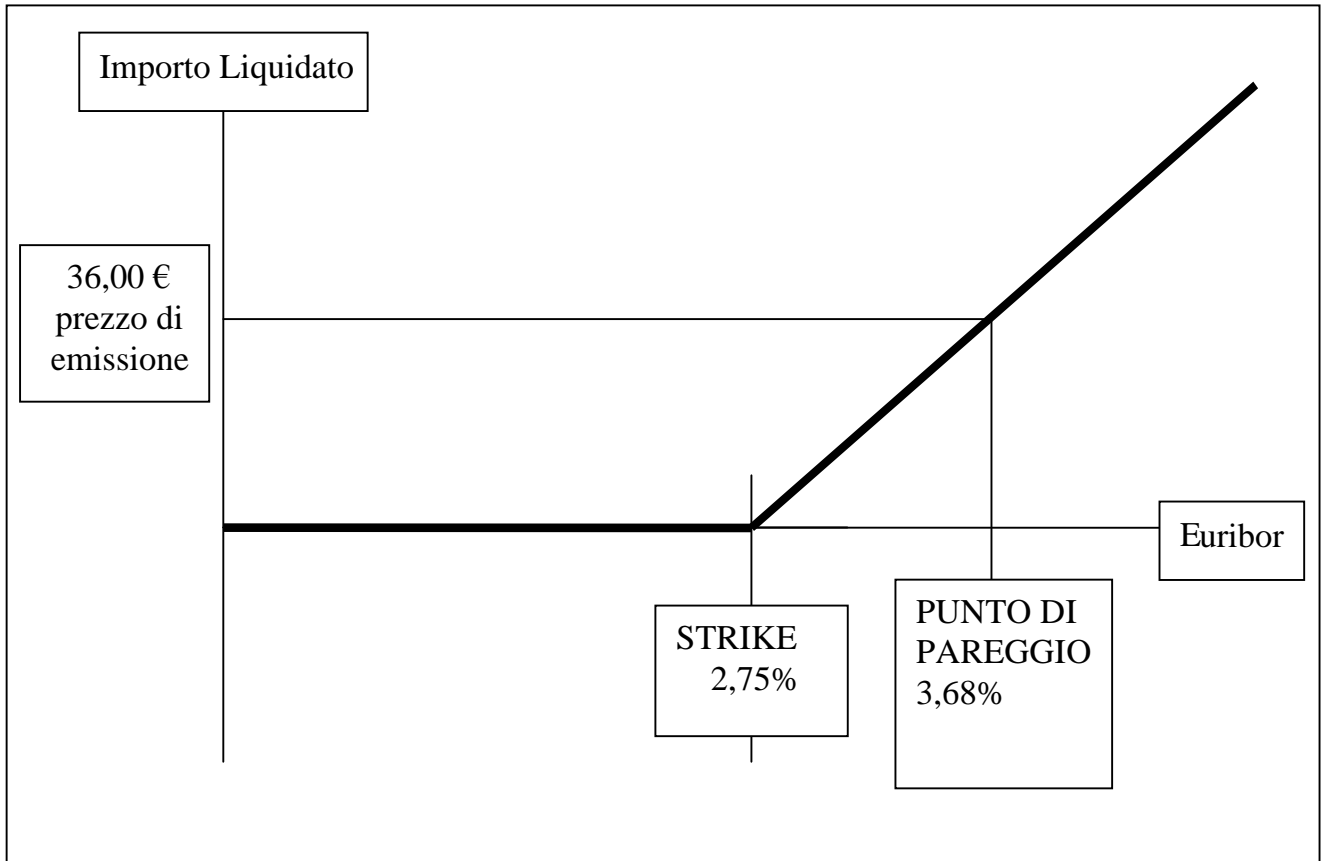 Importo Liquidato
36,00 €
prezzo di
emissione
Euribor
STRIKE
2,75%
PUNTO DI
PAREGGIO
3,68%